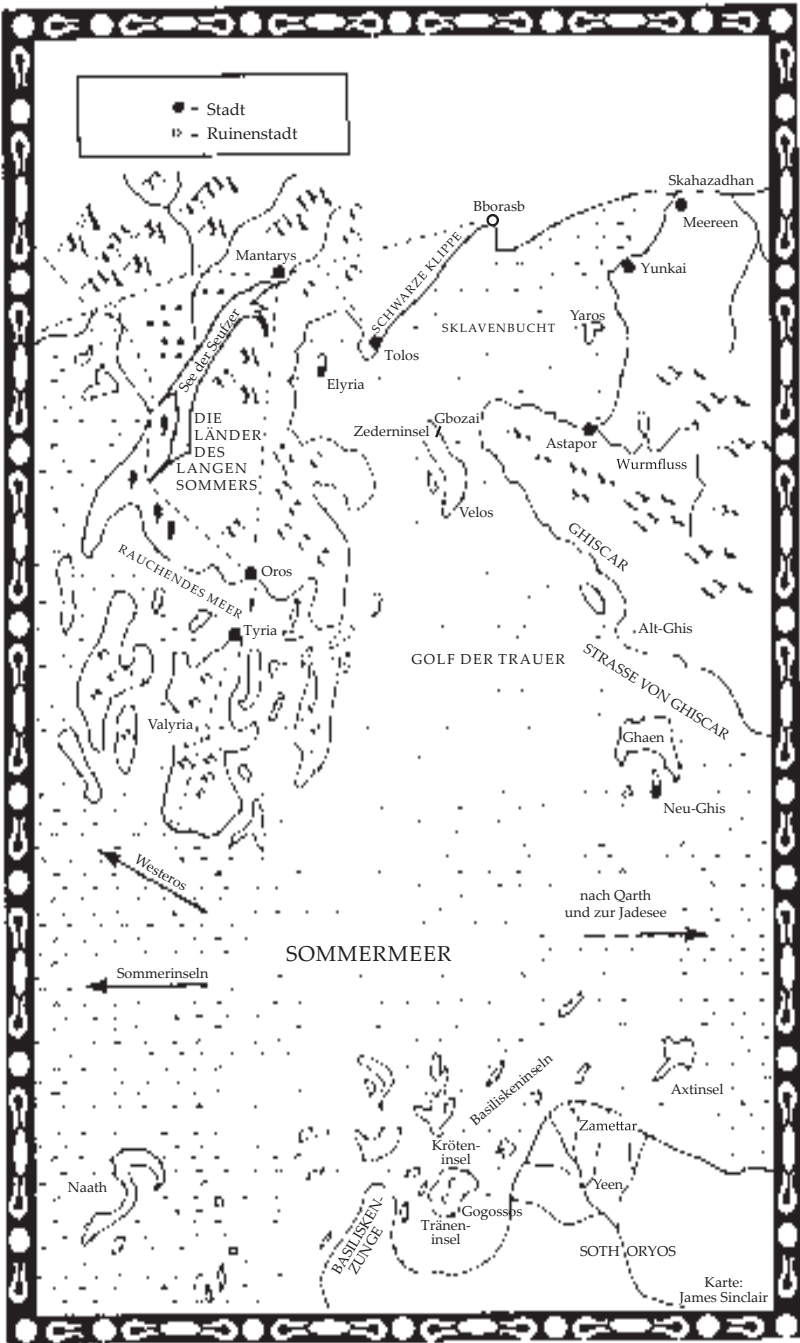 - Stadt
- Ruinenstadt
Skahazadhan
Bborasb
Meereen
Mantarys
Yunkai
SCHWARZE KLIPPE
Yaros
SKLAVENBUCHT
See der Seufzer
Tolos
Elyria
DIE
LÄNDER
DES
LANGEN
SOMMERS
Gbozai
Zederninsel
Astapor
Wurmfluss
Velos
GHISCAR
RAUCHENDES MEER
Oros
Tyria
Alt-Ghis
GOLF DER TRAUER
STRASSE VON GHISCAR
Valyria
Ghaen
Neu-Ghis
Westeros
nach Qarth
und zur Jadesee
SOMMERMEER
Sommerinseln
Basiliskeninseln
Axtinsel
Zamettar
Kröten-
insel
Naath
Yeen
Gogossos
Tränen-
insel
BASILISKEN-
ZUNGE
SOTH ORYOS
Karte:
James Sinclair